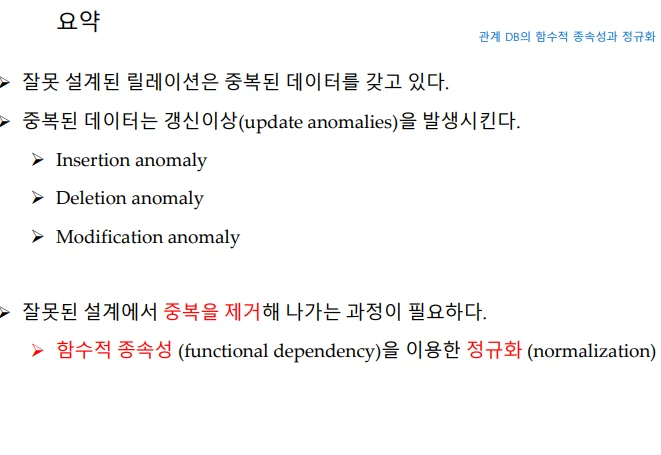 요약
관계 DB의 함수적 종속성과 정규화
➢ 잘못 설계된 릴레이션은 중복된 데이터를 갖고 있다.
➢ 중복된 데이터는 갱신이상(update anomalies)을 발생시킨다.
➢ Insertion anomaly
➢ Deletion anomaly
➢ Modification anomaly
➢ 잘못된 설계에서 중복을 제거해 나가는 과정이 필요하다.
➢ 함수적 종속성 (functional dependency)을 이용한 정규화 (normalization)